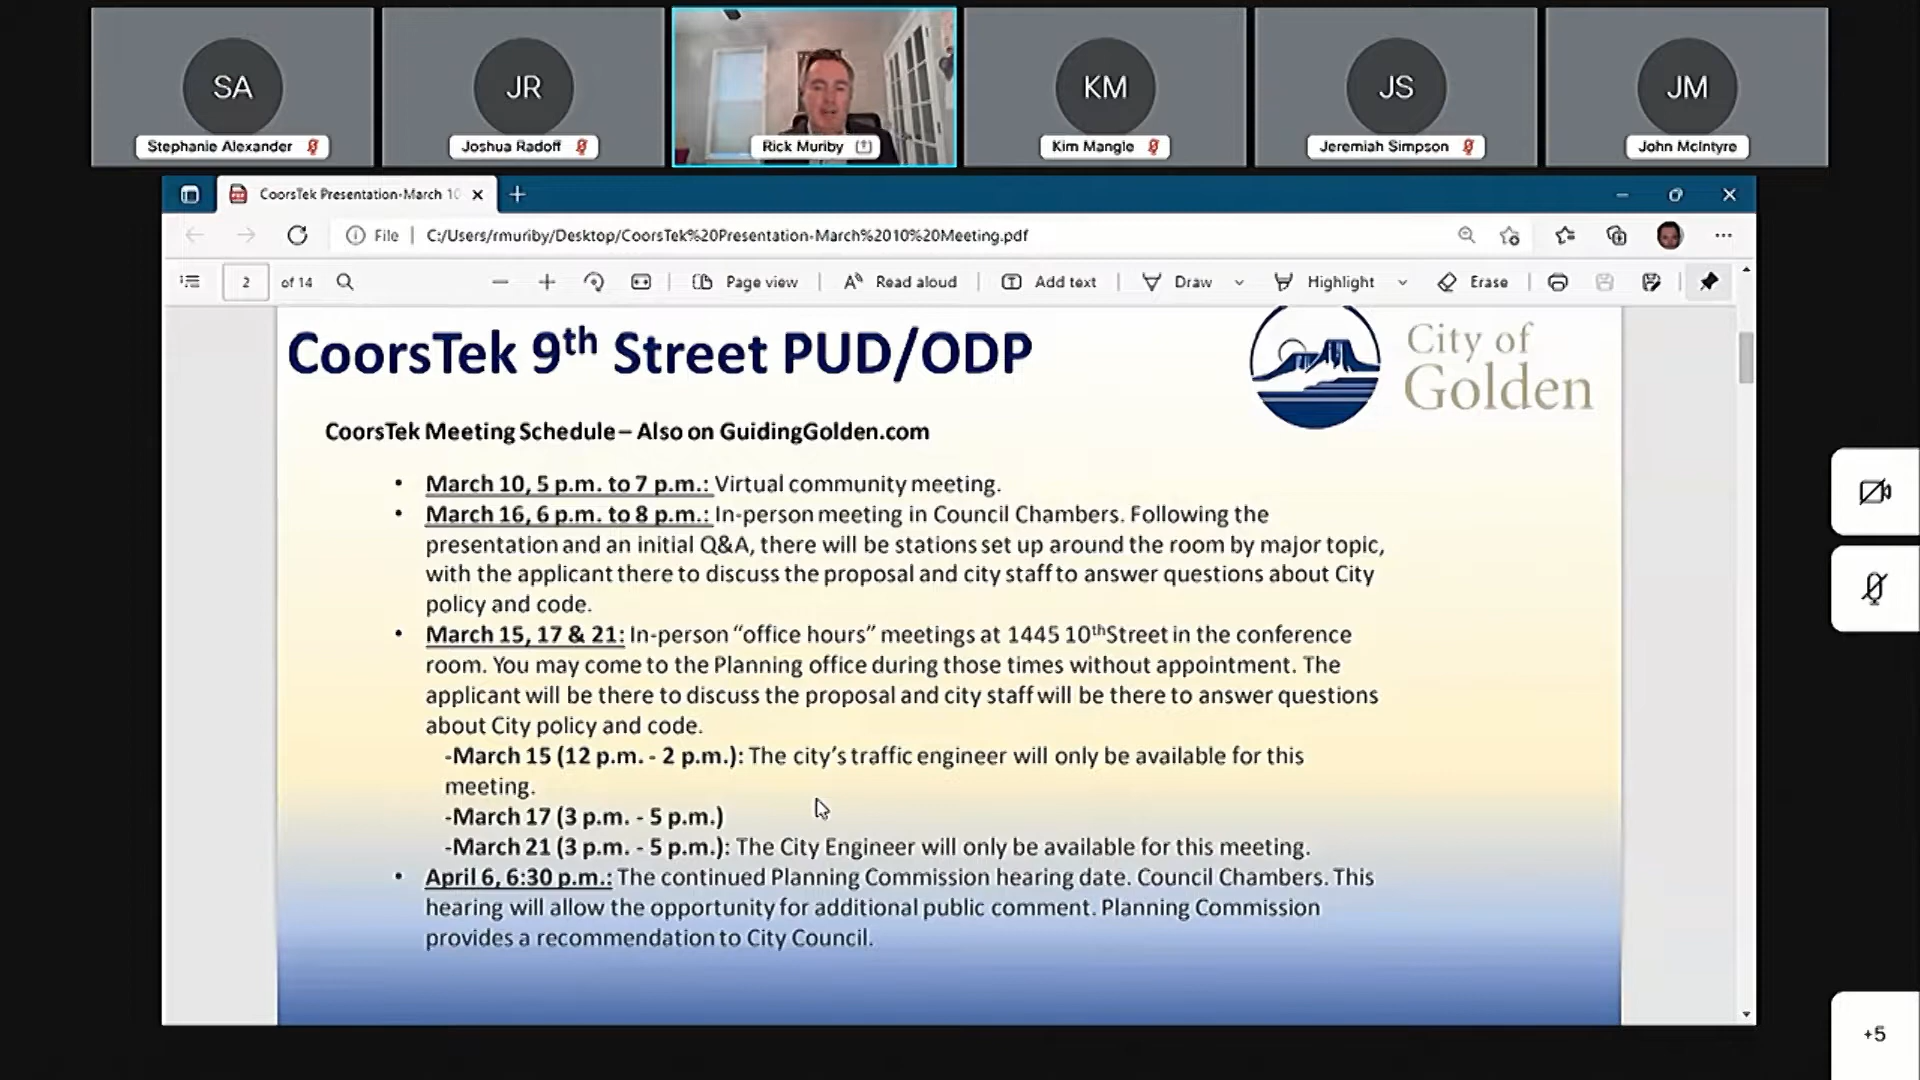 SA
JR
KM
JS
JM
Stephanie Alexander
Joshua Radoff
Rick Muriby
Kim Mangle
Jeremiah Simpson
John McIntyre
CoorsTek Presentation-March 10
File
C:/Users/rmuriby/Desktop/CoorsTek%20Presentation-March%2010%20Meeting.pdf
2 of 14
Page view
Read aloud
Add text
Draw
Highlight
Erase
CoorsTek 9th Street PUD/ODP
City of
Golden
CoorsTek Meeting Schedule – Also on GuidingGolden.com
• March 10, 5 p.m. to 7 p.m.: Virtual community meeting.
• March 16, 6 p.m. to 8 p.m.: In-person meeting in Council Chambers. Following the
presentation and an initial Q&A, there will be stations set up around the room by major topic,
with the applicant there to discuss the proposal and city staff to answer questions about City
policy and code.
• March 15, 17 & 21: In-person “office hours” meetings at 1445 10th Street in the conference
room. You may come to the Planning office during those times without appointment. The
applicant will be there to discuss the proposal and city staff will be there to answer questions
about City policy and code.
-March 15 (12 p.m. - 2 p.m.): The city’s traffic engineer will only be available for this
meeting.
-March 17 (3 p.m. - 5 p.m.)
-March 21 (3 p.m. - 5 p.m.): The City Engineer will only be available for this meeting.
• April 6, 6:30 p.m.: The continued Planning Commission hearing date. Council Chambers. This
hearing will allow the opportunity for additional public comment. Planning Commission
provides a recommendation to City Council.
+5